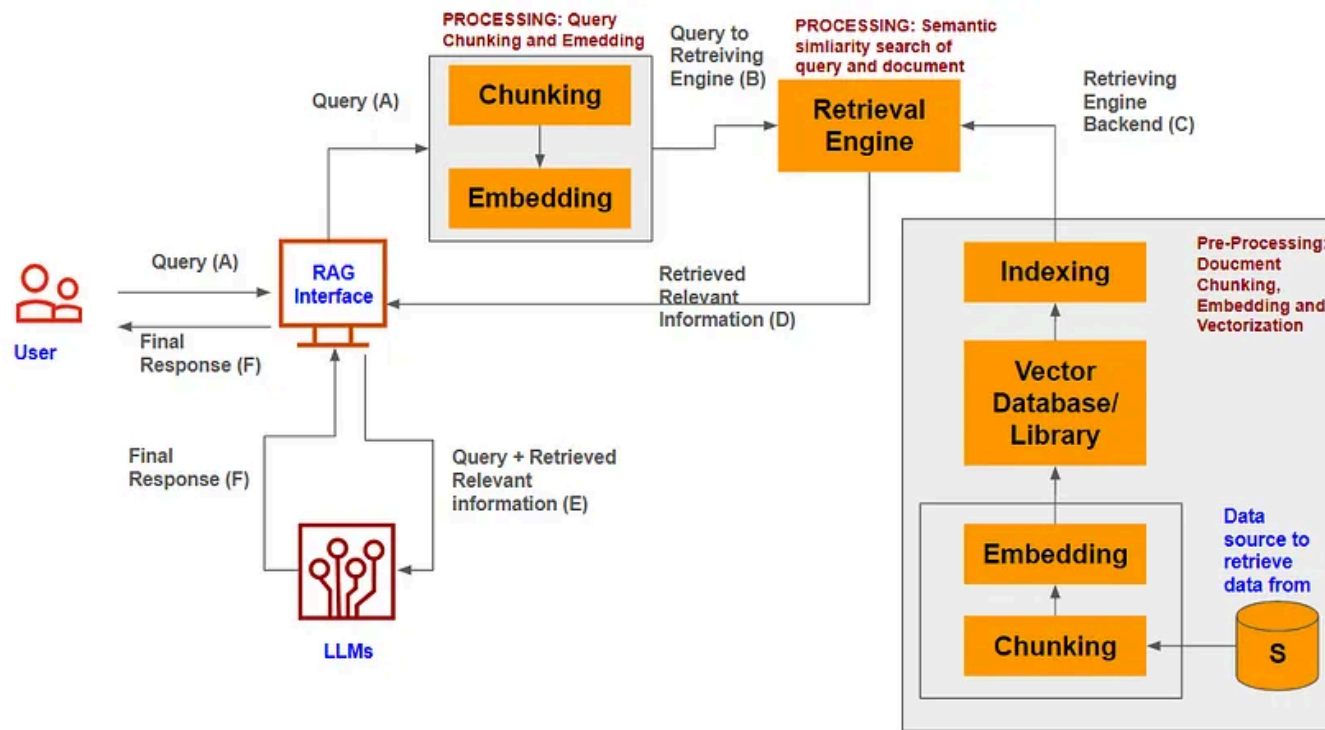 PROCESSING: Query
Chunking and Emedding
Query (A)
Chunking
Embedding
Query to
Retreiving
Engine (B)
PROCESSING: Semantic
simliarity search of
query and document
Retrieval
Engine
Retrieving
Engine
Backend (C)
Query (A)
RAG
Interface
Retrieved
Relevant
Information (D)
User
Final
Response (F)
Final
Response (F)
Query + Retrieved
Relevant
information (E)
LLMs
Indexing
Pre-Processing:
Doucment
Chunking,
Embedding and
Vectorization
Vector
Database/
Library
Embedding
Chunking
Data
source to
retrieve
data from
S